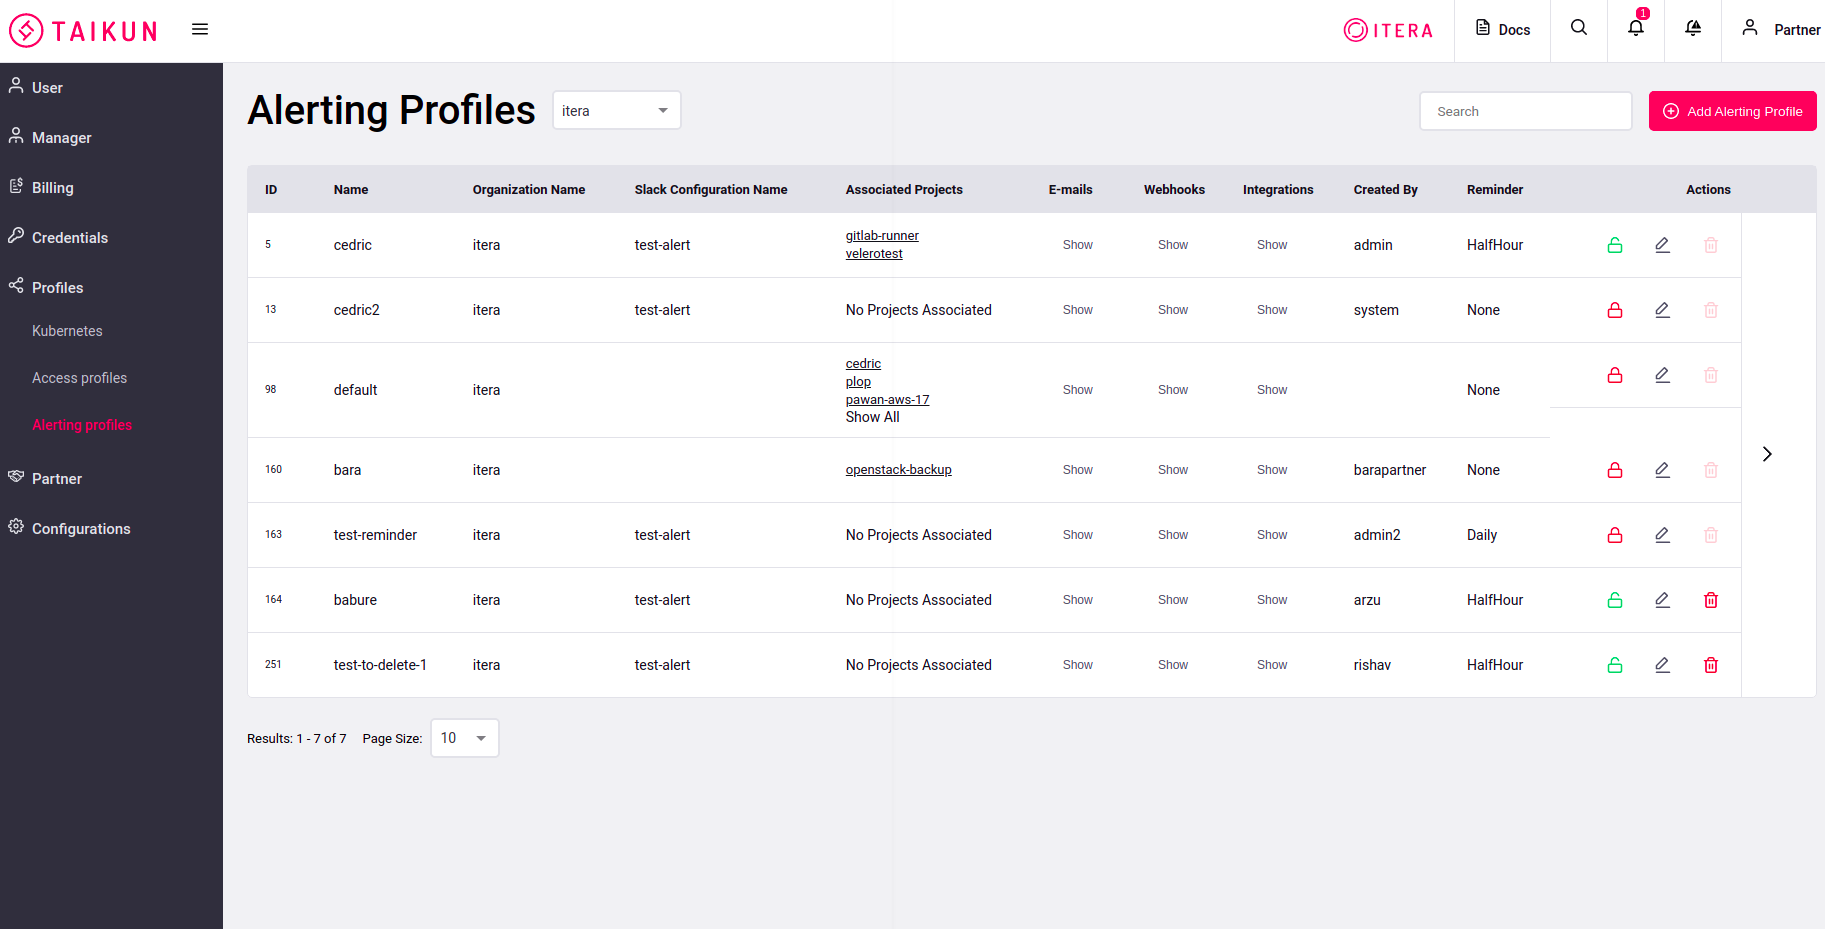 TAIKUN
ITERA
Docs
1
Partner
User
Manager
Billing
Credentials
Profiles
Kubernetes
Access profiles
Alerting profiles
Partner
Configurations
Alerting Profiles
itera
Search
Add Alerting Profile
ID Name Organization Name Slack Configuration Name Associated Projects E-mails Webhooks Integrations Created By Reminder Actions
5 cedric itera test-alert gitlab-runner Show Show Show admin HalfHour
velerotest
13 cedric2 itera test-alert No Projects Associated Show Show Show system None
cedric
plop
98 default itera pawan-aws-17 Show Show Show None
Show All
160 bara itera openstack-backup Show Show Show barapartner None
163 test-reminder itera test-alert No Projects Associated Show Show Show admin2 Daily
164 babure itera test-alert No Projects Associated Show Show Show arzu HalfHour
251 test-to-delete-1 itera test-alert No Projects Associated Show Show Show rishav HalfHour
Results: 1 - 7 of 7 Page Size: 10